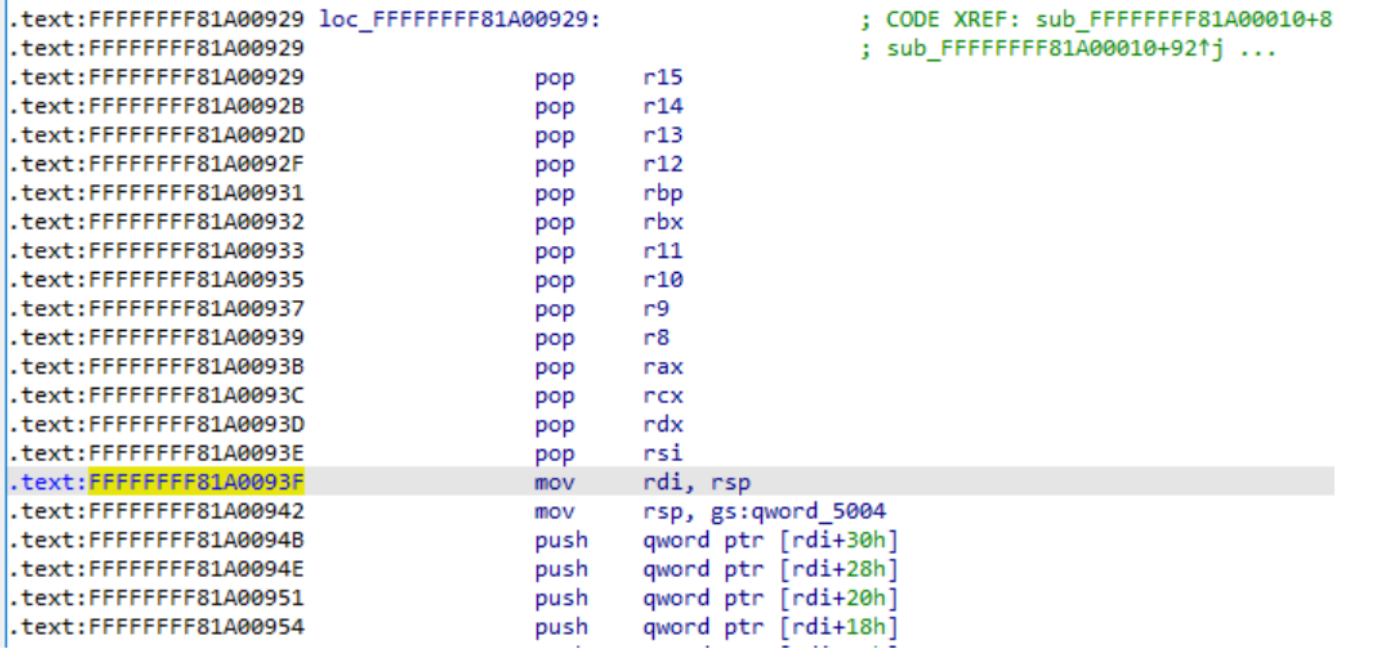 .text:FFFFFFFF81A00929 loc_FFFFFFFF81A00929: ; CODE XREF: sub_FFFFFFFF81A00010+8
.text:FFFFFFFF81A00929 ; sub_FFFFFFFF81A00010+92↑j ...
.text:FFFFFFFF81A00929 pop r15
.text:FFFFFFFF81A0092B pop r14
.text:FFFFFFFF81A0092D pop r13
.text:FFFFFFFF81A0092F pop r12
.text:FFFFFFFF81A00931 pop rbp
.text:FFFFFFFF81A00932 pop rbx
.text:FFFFFFFF81A00933 pop r11
.text:FFFFFFFF81A00935 pop r10
.text:FFFFFFFF81A00937 pop r9
.text:FFFFFFFF81A00939 pop r8
.text:FFFFFFFF81A0093B pop rax
.text:FFFFFFFF81A0093C pop rcx
.text:FFFFFFFF81A0093D pop rdx
.text:FFFFFFFF81A0093E pop rsi
.text:FFFFFFFF81A0093F mov rdi, rsp
.text:FFFFFFFF81A00942 mov rsp, gs:qword_5004
.text:FFFFFFFF81A0094B push qword ptr [rdi+30h]
.text:FFFFFFFF81A0094E push qword ptr [rdi+28h]
.text:FFFFFFFF81A00951 push qword ptr [rdi+20h]
.text:FFFFFFFF81A00954 push qword ptr [rdi+18h]